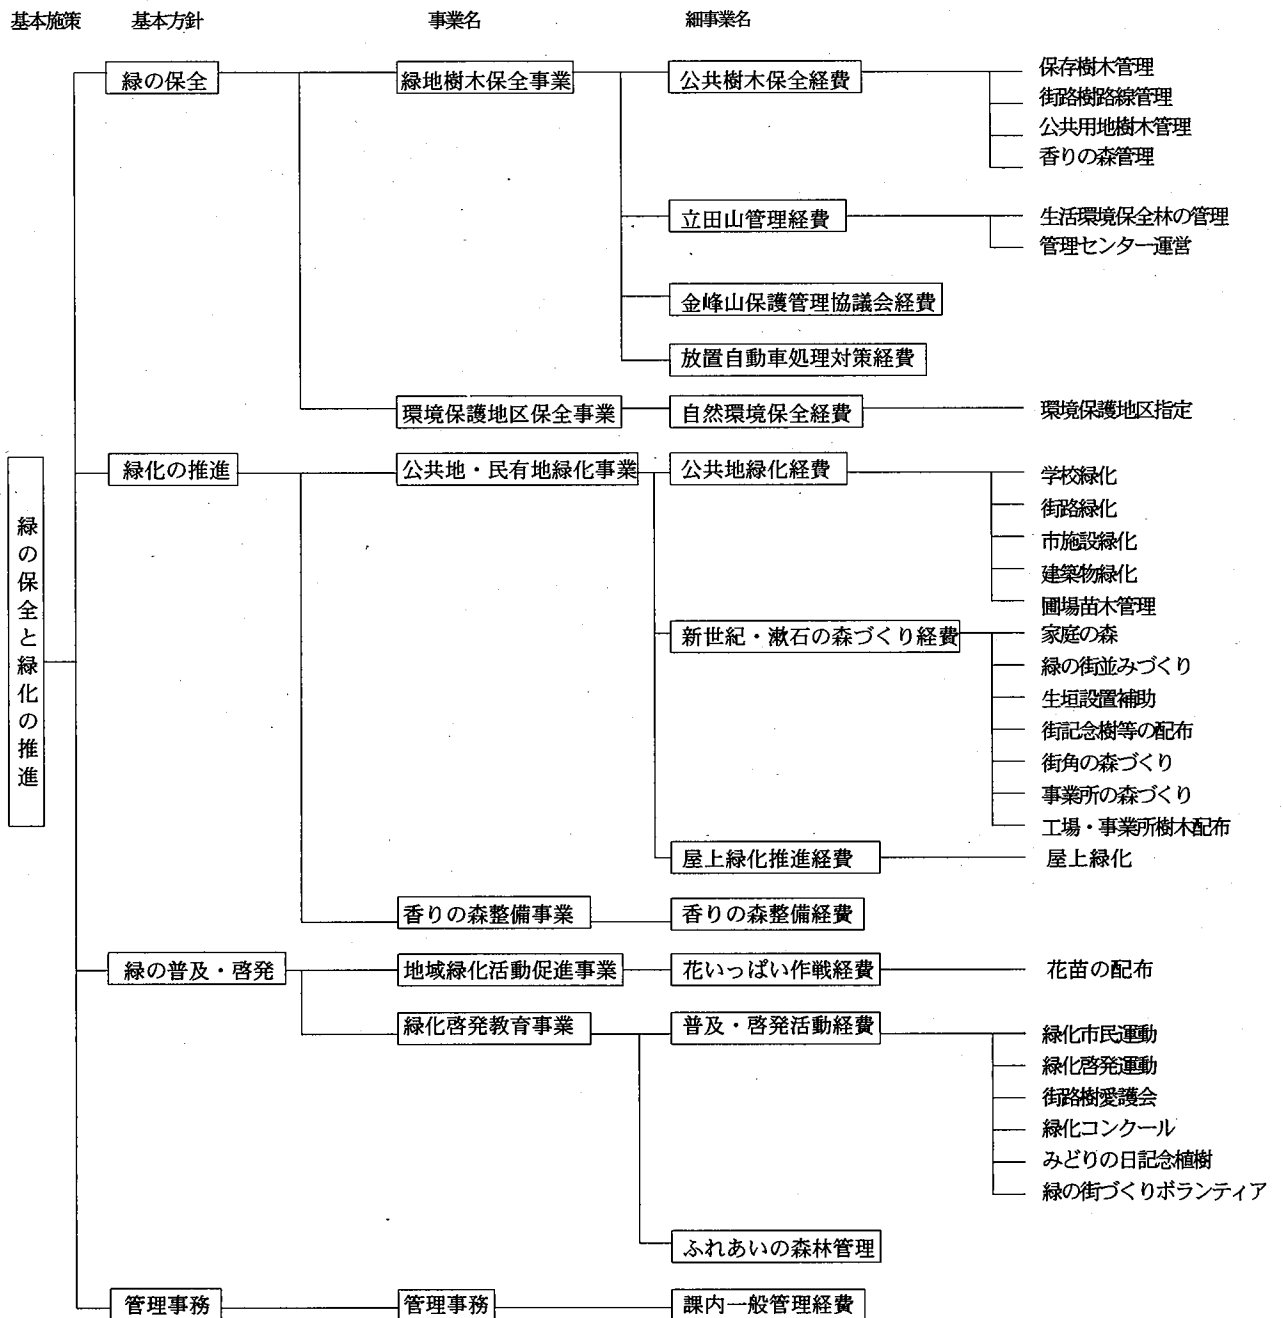 基本施策 基本方針 事業名 細事業名
緑の保全と緑化の推進
緑の保全 緑地樹木保全事業 公共樹木保全経費 保存樹木管理
街路樹路線管理
公共用地樹木管理
香りの森管理
立田山管理経費 生活環境保全林の管理
管理センター運営
金峰山保護管理協議会経費
放置自動車処理対策経費
環境保護地区保全事業 自然環境保全経費 環境保護地区指定
緑化の推進 公共地・民有地緑化事業 公共地緑化経費 学校緑化
街路緑化
市施設緑化
建築物緑化
圃場苗木管理
新世紀・漱石の森づくり経費 家庭の森
緑の街並みづくり
生垣設置補助
街記念樹等の配布
街角の森づくり
事業所の森づくり
工場・事業所樹木配布
屋上緑化推進経費 屋上緑化
香りの森整備事業 香りの森整備経費
緑の普及・啓発 地域緑化活動促進事業 花いっぱい作戦経費 花苗の配布
緑化啓発教育事業 普及・啓発活動経費 緑化市民運動
緑化啓発運動
街路樹愛護会
緑化コンクール
みどりの日記念植樹
緑の街づくりボランティア
ふれあいの森林管理
管理事務 管理事務 課内一般管理経費